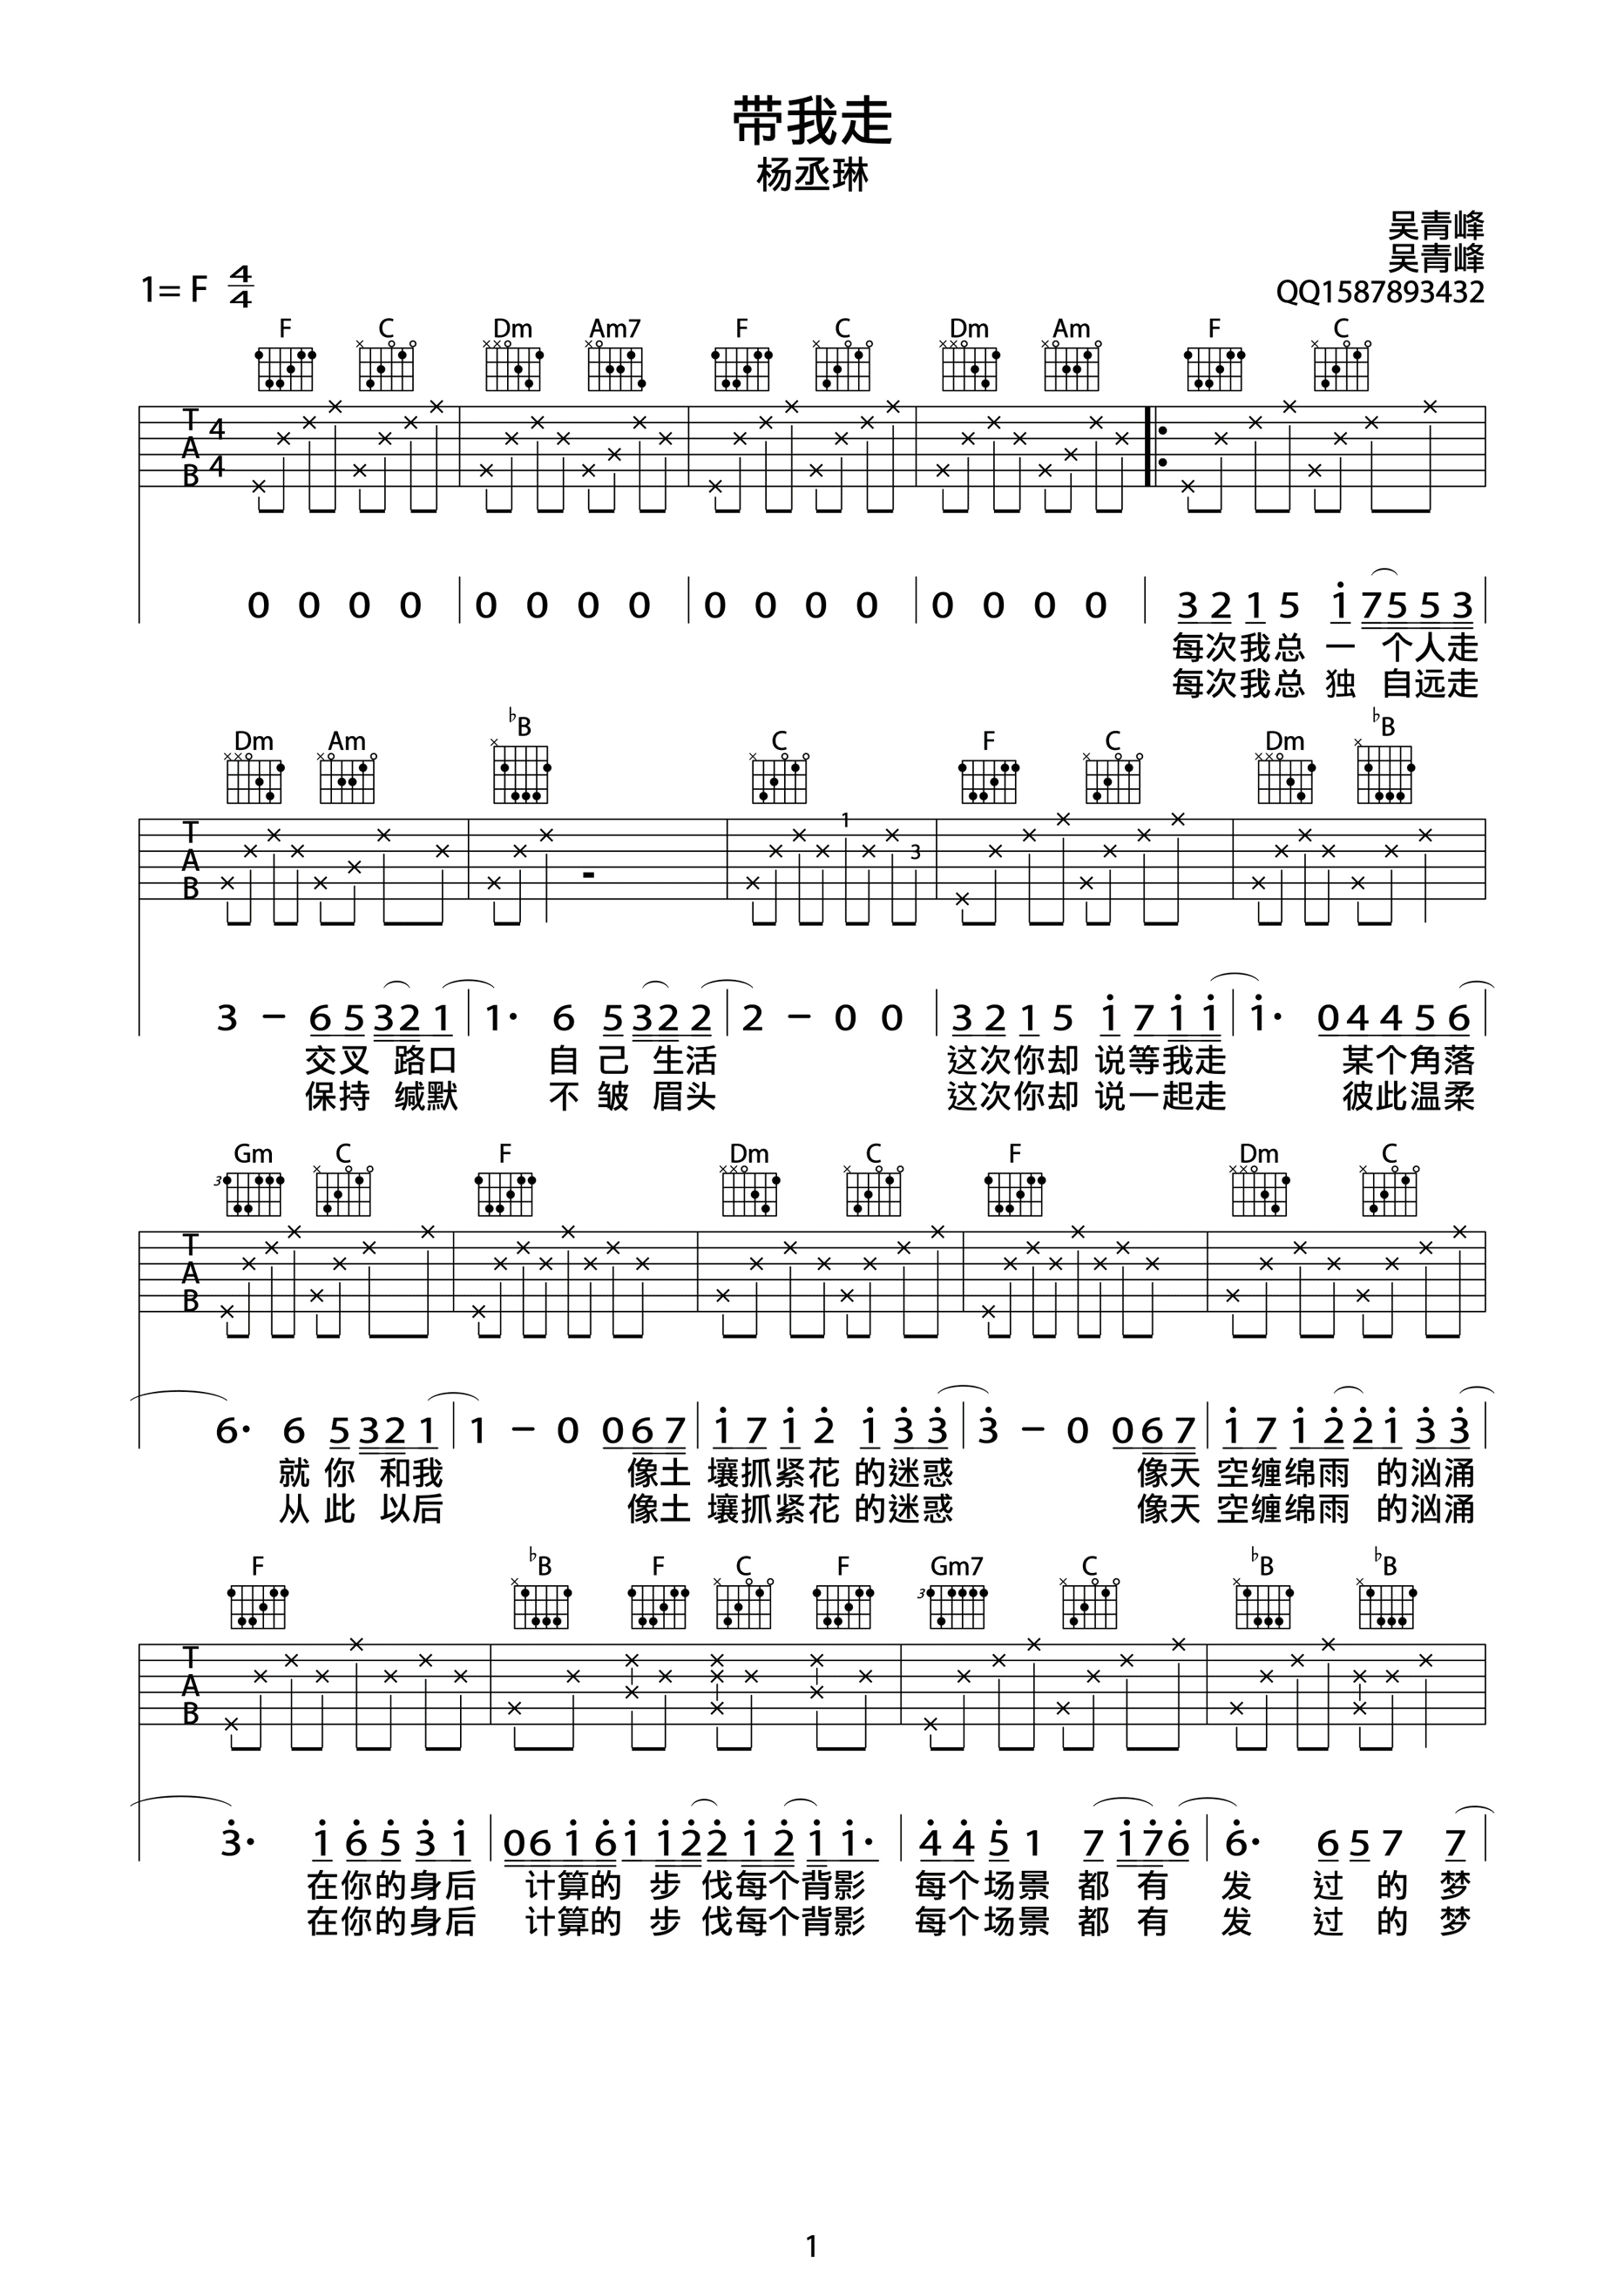 带我走
杨丞琳
吴青峰
吴青峰
1= F 4/4
QQ1587893432
F C Dm Am7 F C Dm Am F C
T A B 4 4
0 0 0 0 | 0 0 0 0 | 0 0 0 0 | 0 0 0 0 | 3 2 1 5 1 7 5 5 3
每次我总 一 个人走
每次我总 独 自远走
Dm Am ♭B C F C Dm ♭B
T A B 1 3
3 - 6 5 3 2 1 | 1· 6 5 3 2 2 | 2 - 0 0 | 3 2 1 5 1 7 1 1 | 1· 0 4 4 5 6
交叉 路口 自 己 生活 这次你却 说等我走 某个角落
保持 缄默 不 皱 眉头 这次你却 说一起走 彼此温柔
Gm C F Dm C F Dm C
3
T A B
6· 6 5 3 2 1 | 1 - 0 0 6 7 | 1 7 1 2 1 3 3 | 3 - 0 0 6 7 | 1 7 1 2 2 1 3 3
就 你 和我 像土 壤抓紧花 的迷惑 像天 空缠绵雨 的汹涌
从 此 以后 像土 壤抓紧花 的迷惑 像天 空缠绵雨 的汹涌
F ♭B F C F Gm7 C ♭B ♭B
3
T A B
3· 1 6 5 3 1 | 0 6 1 6 1 1 2 2 1 2 1 1· | 4 4 5 1 7 1 7 6 | 6· 6 5 7 7
在你的身后 计算的 步 伐每个背影 每个场景 都 有 发 过 的 梦
在你的身后 计算的 步 伐每个背影 每个场景 都 有 发 过 的 梦
1